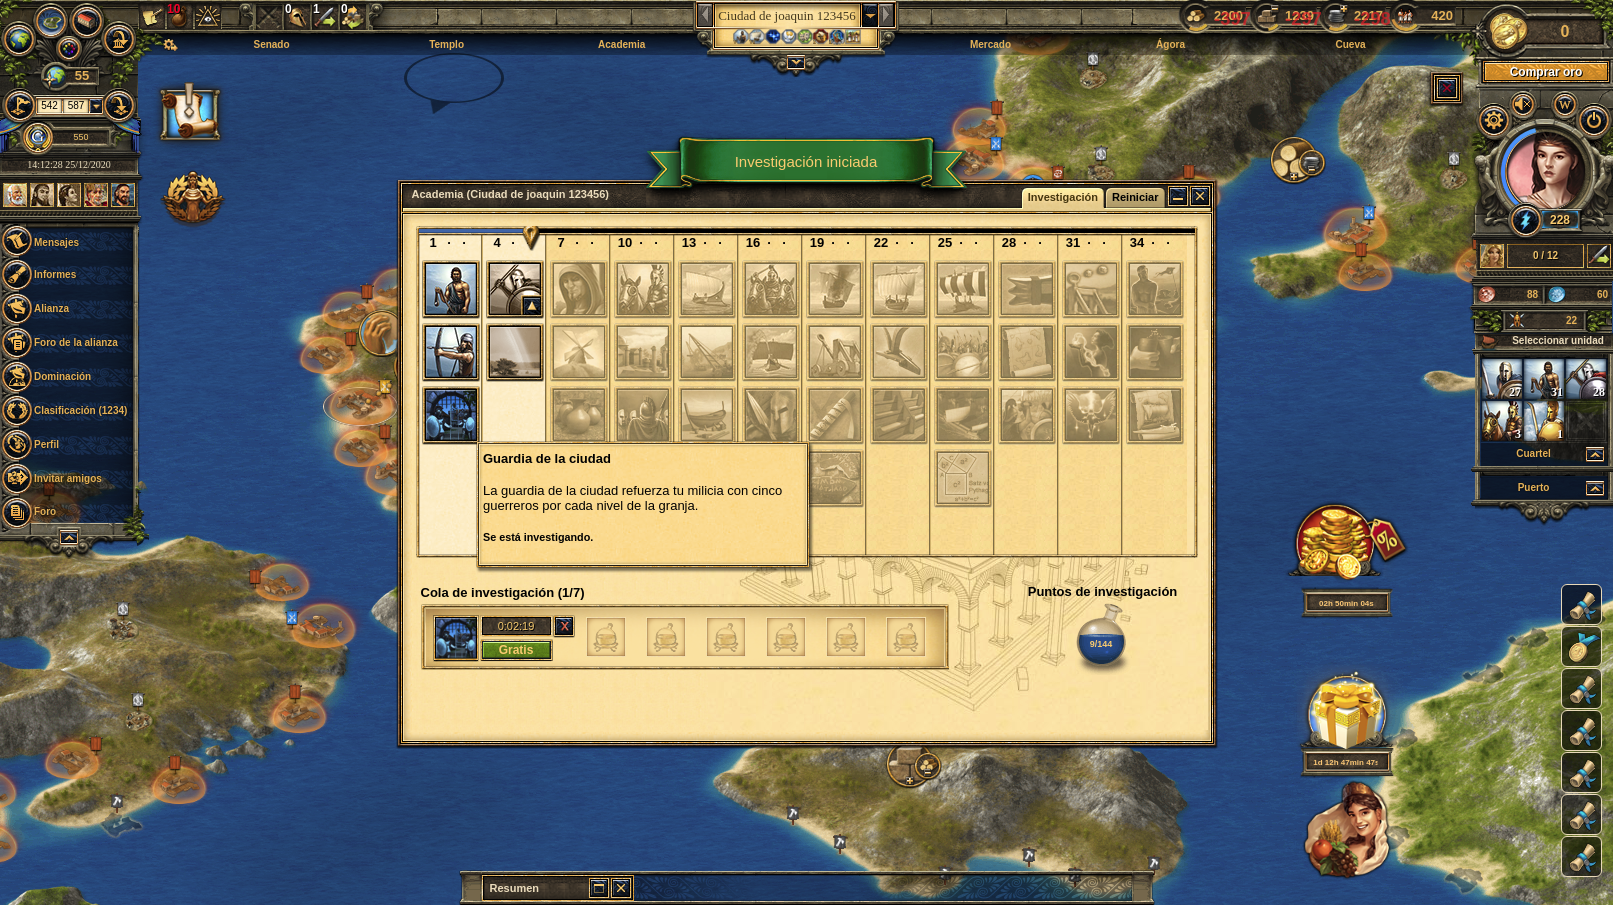 10
0
1
0
Ciudad de joaquin 123456
2200
1239
2217
420
0
Senado
Templo
Academia
Mercado
Ágora
Cueva
Comprar oro
55
542
587
550
14:12:28 25/12/2020
Mensajes
Informes
Alianza
Foro de la alianza
Dominación
Clasificación (1234)
Perfil
Invitar amigos
Foro
Investigación iniciada
Academia (Ciudad de joaquin 123456)
Investigación
Reiniciar
1 · · 4 · 7 · · 10 · · 13 · · 16 · · 19 · · 22 · · 25 · · 28 · · 31 · · 34 · ·
Guardia de la ciudad
La guardia de la ciudad refuerza tu milicia con cinco
guerreros por cada nivel de la granja.
Se está investigando.
Cola de investigación (1/7)
Puntos de investigación
0:02:19
X
Gratis
9/144
W
228
0 / 12
88
60
22
Seleccionar unidad
27
31
28
3
1
Cuartel
Puerto
%
02h 50min 04s
1d 12h 47min 47s
Resumen